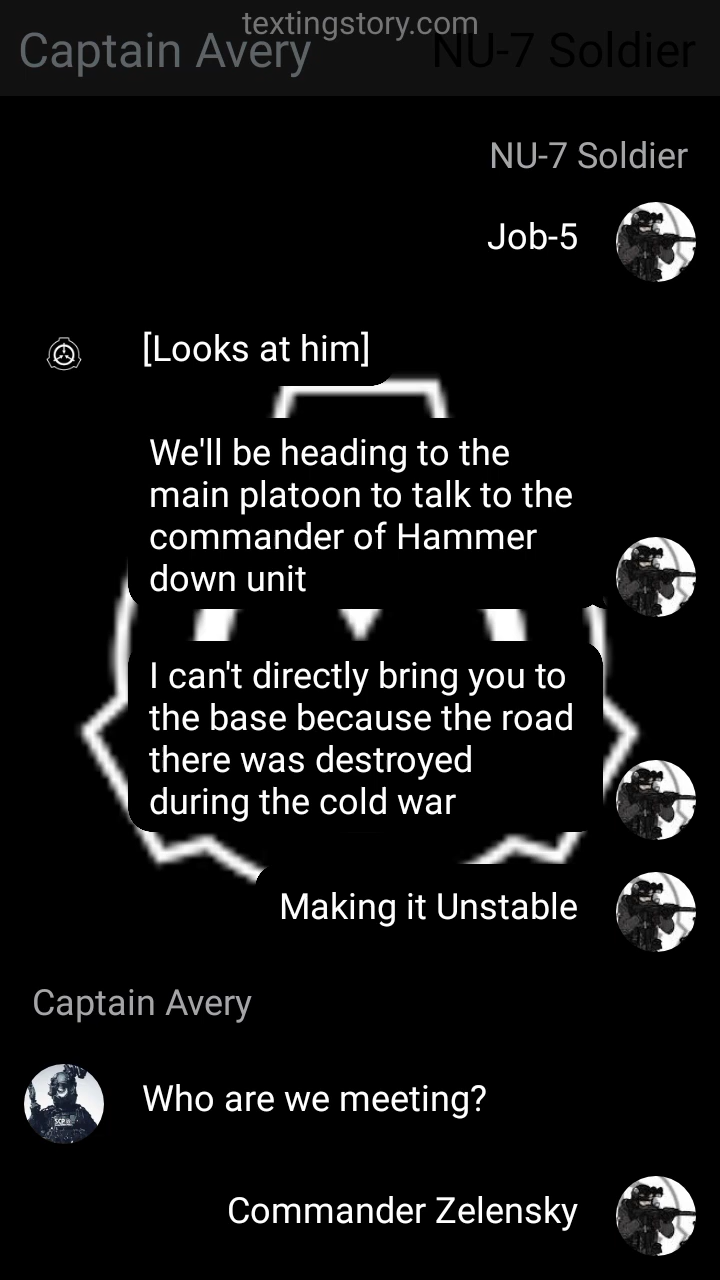 textingstory.com
Captain Avery NU-7 Soldier
NU-7 Soldier
Job-5
[Looks at him]
We'll be heading to the
main platoon to talk to the
commander of Hammer
down unit
I can't directly bring you to
the base because the road
there was destroyed
during the cold war
Making it Unstable
Captain Avery
Who are we meeting?
SCP
Commander Zelensky